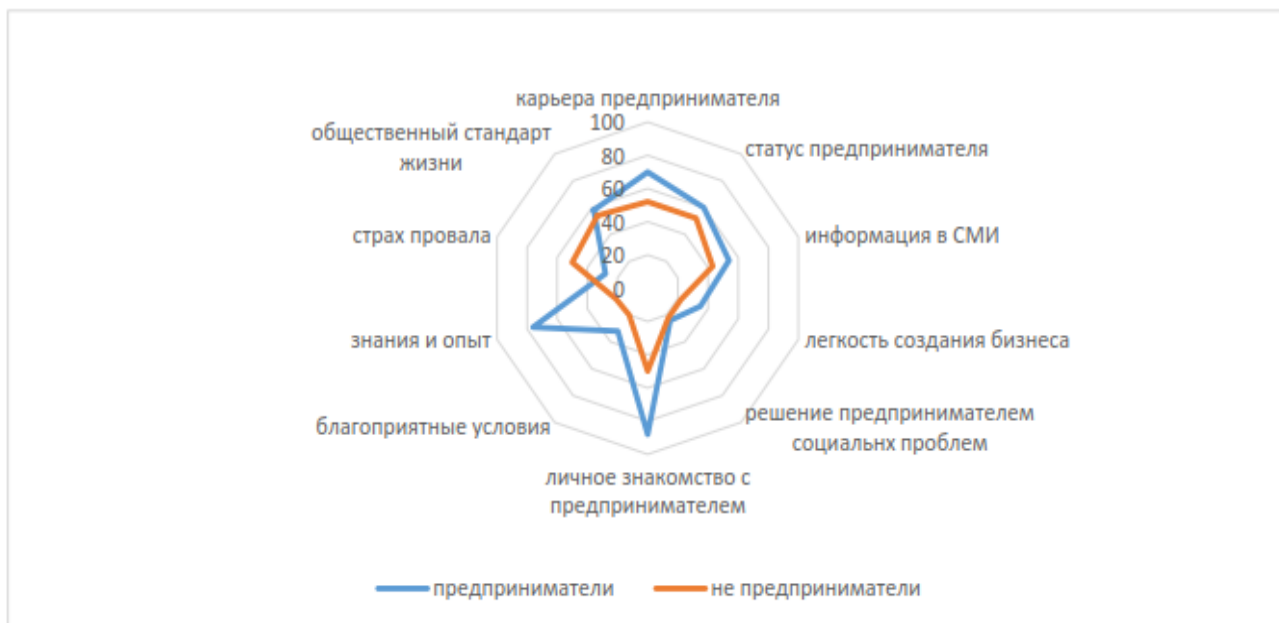 карьера предпринимателя
100
80
60
40
20
0
статус предпринимателя
информация в СМИ
легкость создания бизнеса
решение предпринимателем
социальнх проблем
личное знакомство с
предпринимателем
благоприятные условия
знания и опыт
страх провала
общественный стандарт
жизни
предприниматели
не предприниматели